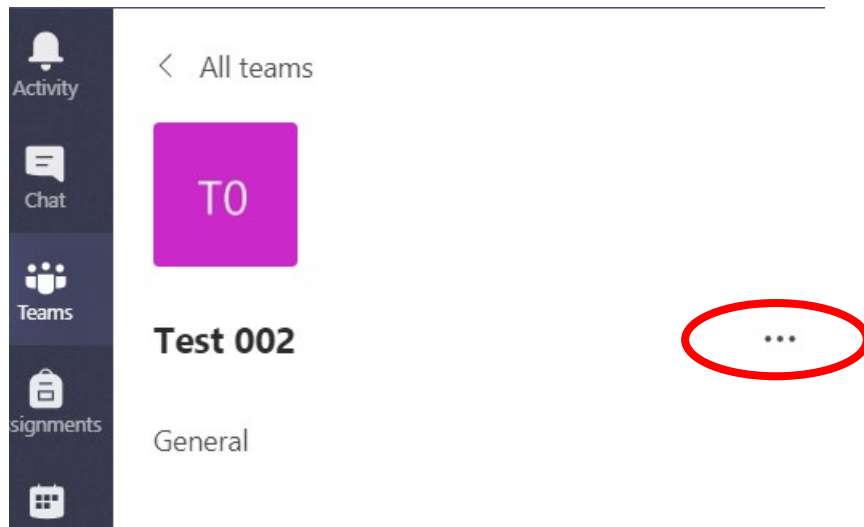 Activity
Chat
Teams
signments
< All teams
T0
Test 002
...
General